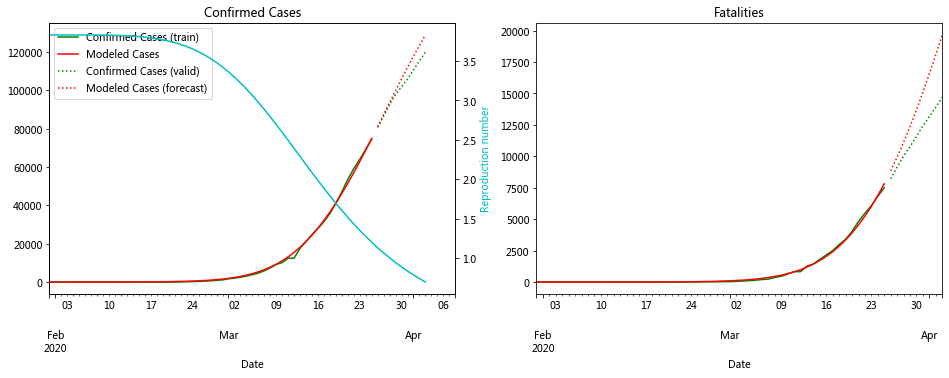 Confirmed Cases
Confirmed Cases (train)
Modeled Cases
Confirmed Cases (valid)
Modeled Cases (forecast)
120000
100000
80000
60000
40000
20000
0
3.5
3.0
2.5
2.0
1.5
1.0
Reproduction number
03 10 17 24 02 09 16 23 30 06
Feb Mar Apr
2020
Date
Fatalities
20000
17500
15000
12500
10000
7500
5000
2500
0
03 10 17 24 02 09 16 23 30
Feb Mar Apr
2020
Date